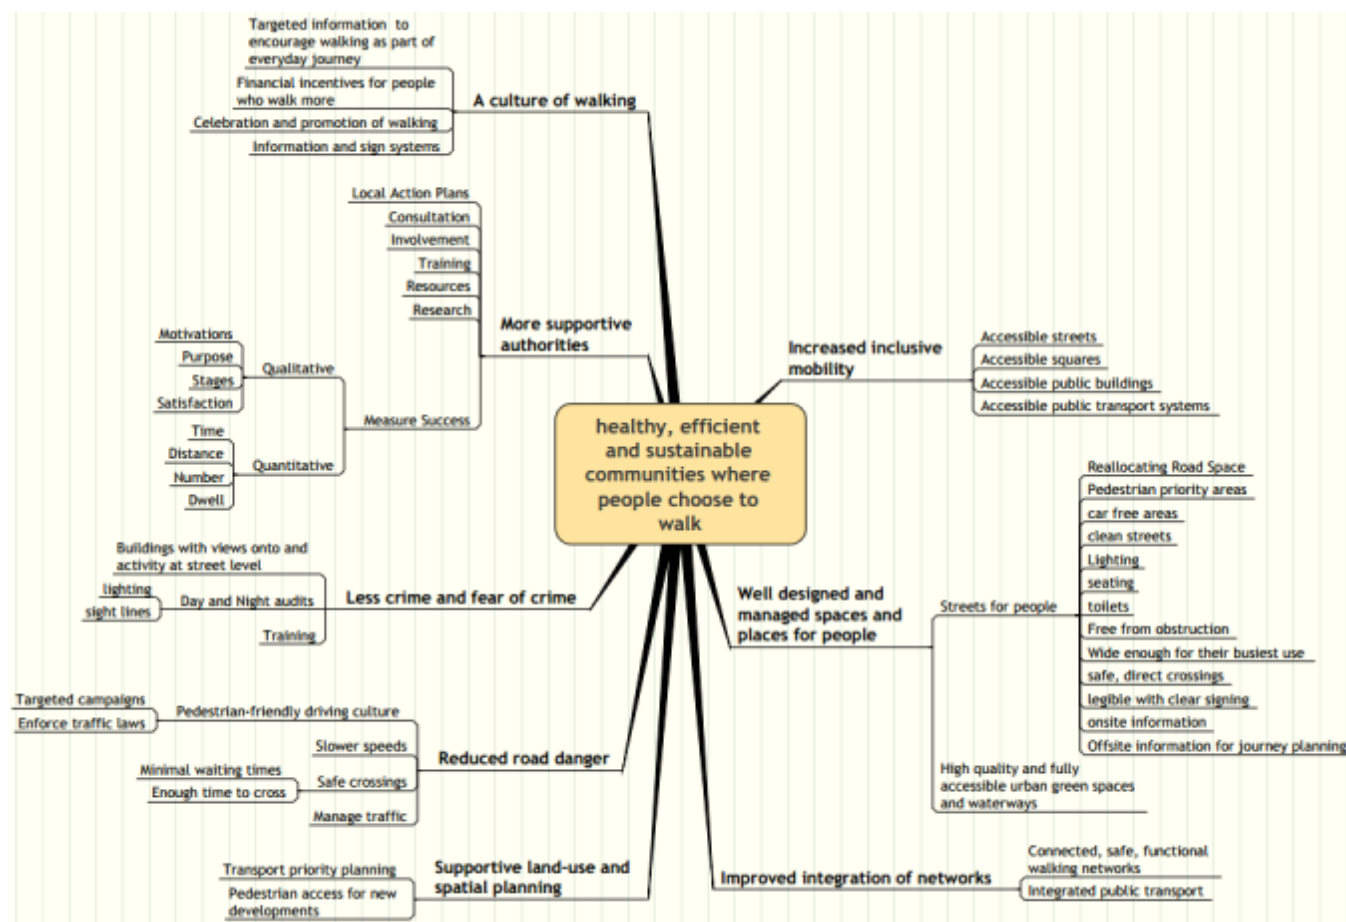 Targeted information to
encourage walking as part of
everyday journey
Financial incentives for people
who walk more
Celebration and promotion of walking
Information and sign systems
A culture of walking
Local Action Plans
Consultation
Involvement
Training
Resources
Research
Motivations
Purpose
Stages
Satisfaction
Qualitative
Time
Distance
Number
Dwell
Quantitative
Measure Success
More supportive
authorities
Buildings with views onto and
activity at street level
lighting
sight lines
Day and Night audits
Training
Less crime and fear of crime
Targeted campaigns
Enforce traffic laws
Pedestrian-friendly driving culture
Slower speeds
Minimal waiting times
Enough time to cross
Safe crossings
Manage traffic
Reduced road danger
Transport priority planning
Pedestrian access for new
developments
Supportive land-use and
spatial planning
healthy, efficient
and sustainable
communities where
people choose to
walk
Increased inclusive
mobility
Accessible streets
Accessible squares
Accessible public buildings
Accessible public transport systems
Well designed and
managed spaces and
places for people
Streets for people
Reallocating Road Space
Pedestrian priority areas
car free areas
clean streets
Lighting
seating
toilets
Free from obstruction
Wide enough for their busiest use
safe, direct crossings
legible with clear signing
onsite information
Offsite information for journey planning
High quality and fully
accessible urban green spaces
and waterways
Improved integration of networks
Connected, safe, functional
walking networks
Integrated public transport